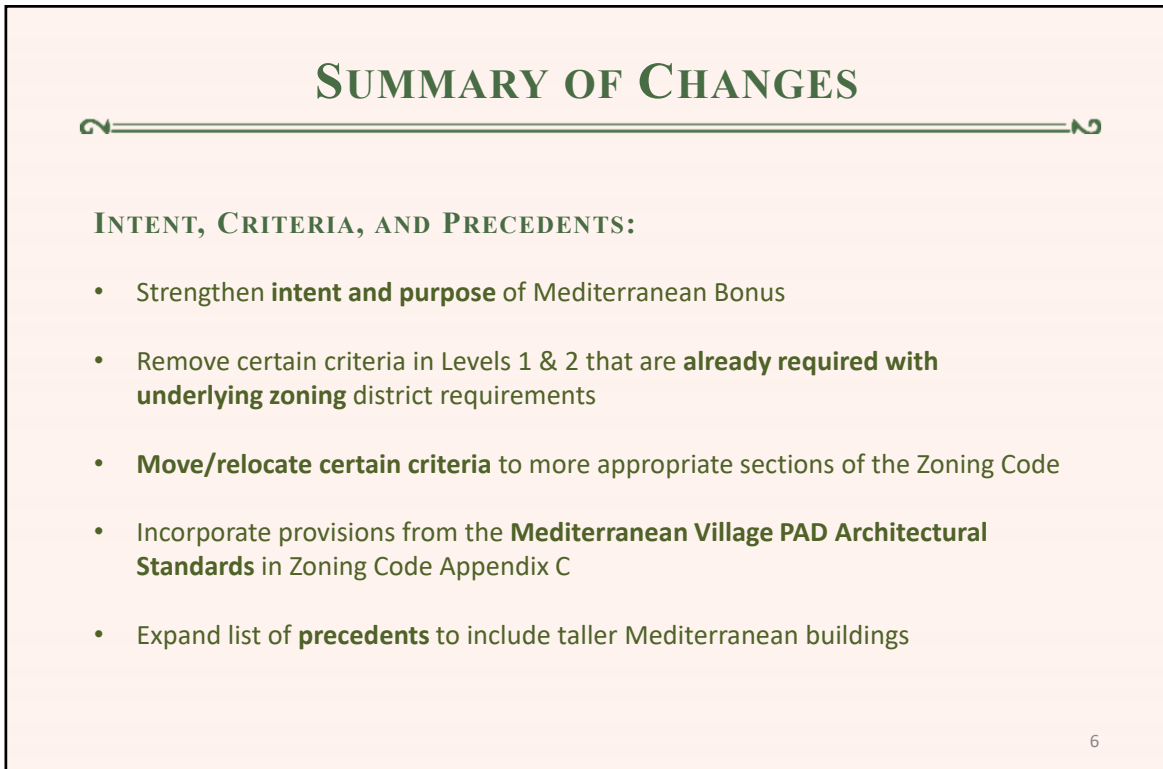 SUMMARY OF CHANGES
INTENT, CRITERIA, AND PRECEDENTS:
• Strengthen intent and purpose of Mediterranean Bonus
• Remove certain criteria in Levels 1 & 2 that are already required with
underlying zoning district requirements
• Move/relocate certain criteria to more appropriate sections of the Zoning Code
• Incorporate provisions from the Mediterranean Village PAD Architectural
Standards in Zoning Code Appendix C
• Expand list of precedents to include taller Mediterranean buildings
6